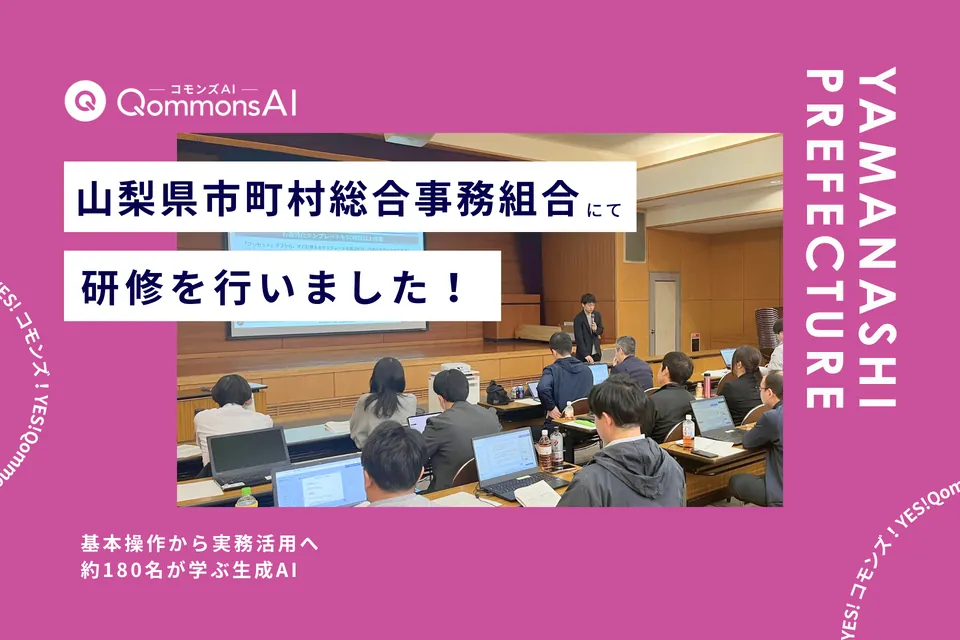 コモンズAI
QommonsAI
山梨県市町村総合事務組合にて
研修を行いました！
YAMANASHI
PREFECTURE
YES! コモンズ！YES!Qommo
基本操作から実務活用へ
約180名が学ぶ生成AI
YES! コモンズ！YES!Qom